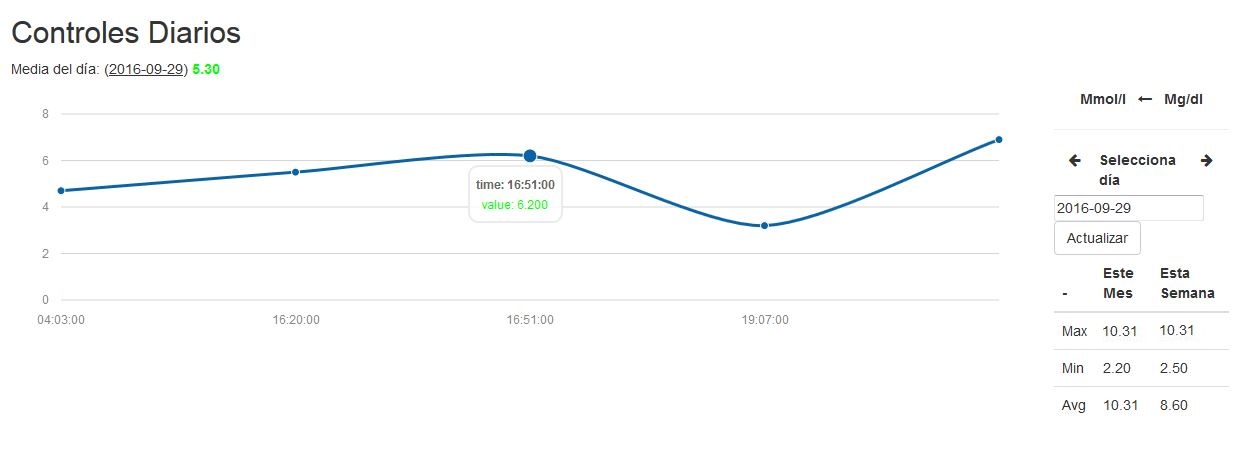 Controles Diarios
Media del día: (2016-09-29) 5.30
8
6
4
2
0
time: 16:51:00
value: 6.200
04:03:00 16:20:00 16:51:00 19:07:00
Mmol/l ← Mg/dl
← Selecciona día →
2016-09-29
Actualizar
- Este Mes Esta Semana
Max 10.31 10.31
Min 2.20 2.50
Avg 10.31 8.60